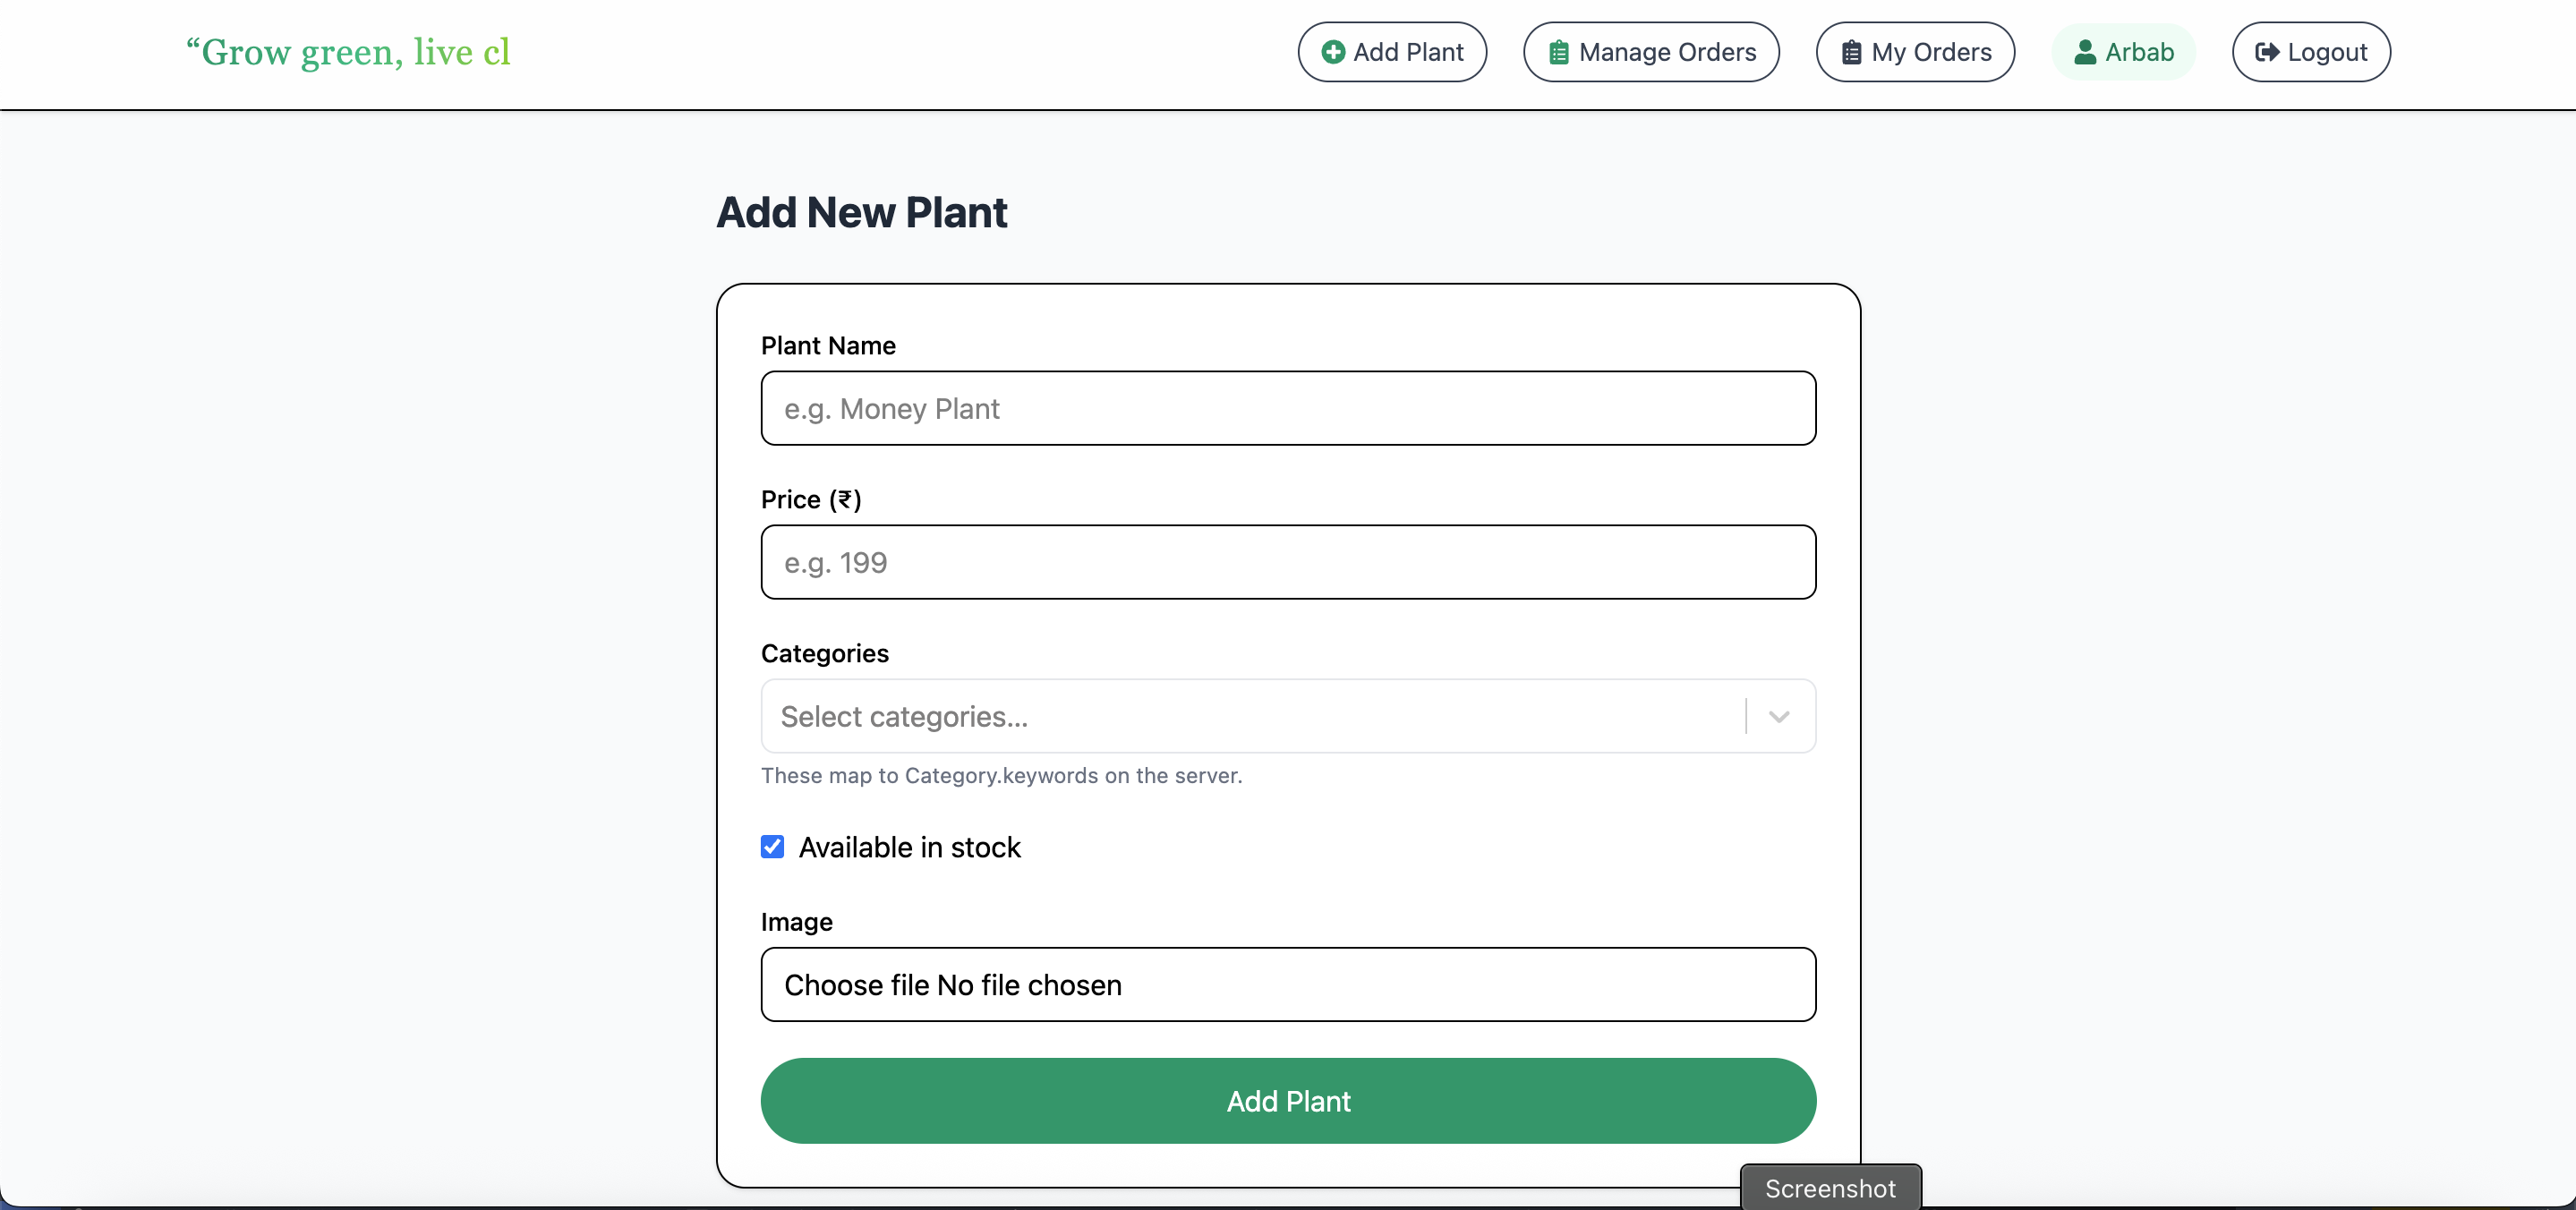 “Grow green, live cl
Add Plant
Manage Orders
My Orders
Arbab
Logout
Add New Plant
Plant Name
e.g. Money Plant
Price (₹)
e.g. 199
Categories
Select categories...
These map to Category.keywords on the server.
Available in stock
Image
Choose file No file chosen
Add Plant
Screenshot